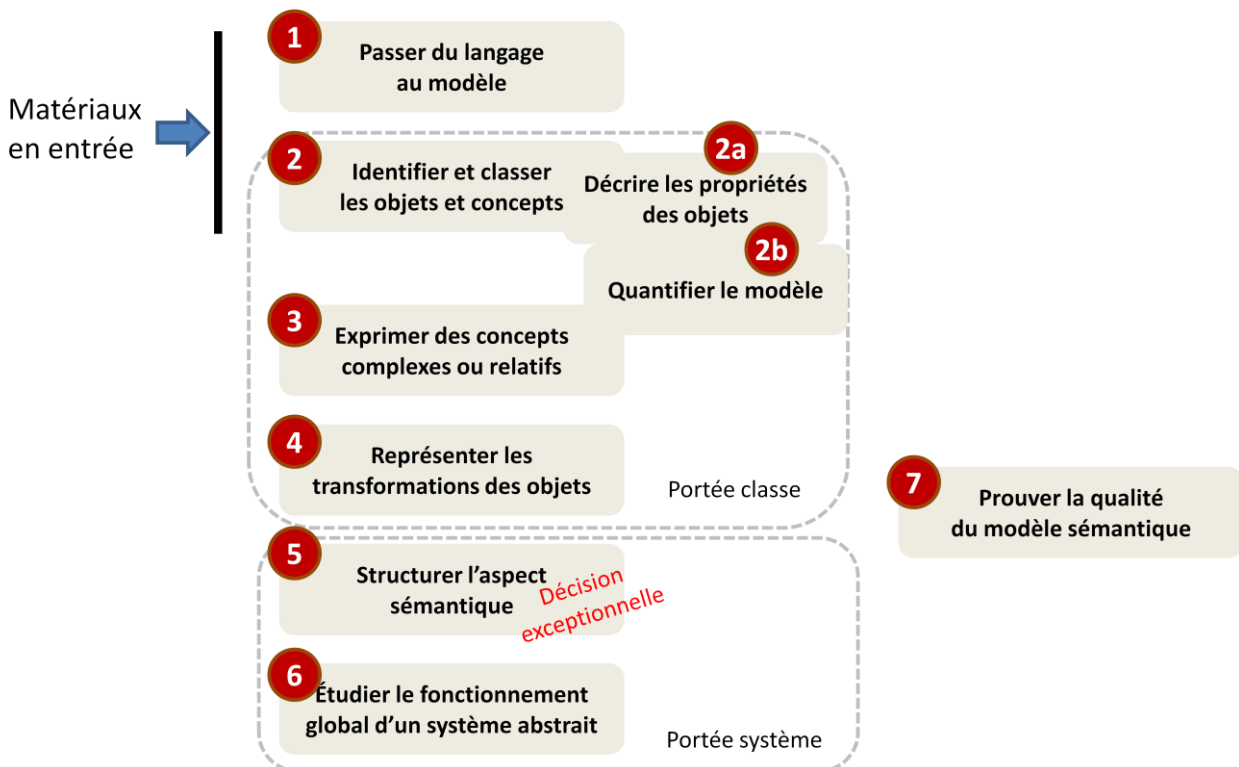 1
Passer du langage
au modèle
Matériaux
en entrée
2
Identifier et classer
les objets et concepts
2a
Décrire les propriétés
des objets
2b
Quantifier le modèle
3
Exprimer des concepts
complexes ou relatifs
4
Représenter les
transformations des objets
Portée classe
7
Prouver la qualité
du modèle sémantique
5
Structurer l’aspect
sémantique
Décision
exceptionnelle
6
Étudier le fonctionnement
global d’un système abstrait
Portée système